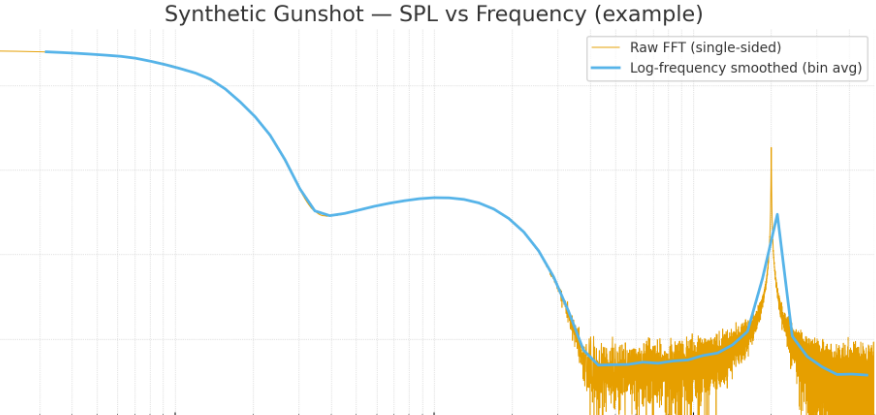 Synthetic Gunshot — SPL vs Frequency (example)
Raw FFT (single-sided)
Log-frequency smoothed (bin avg)